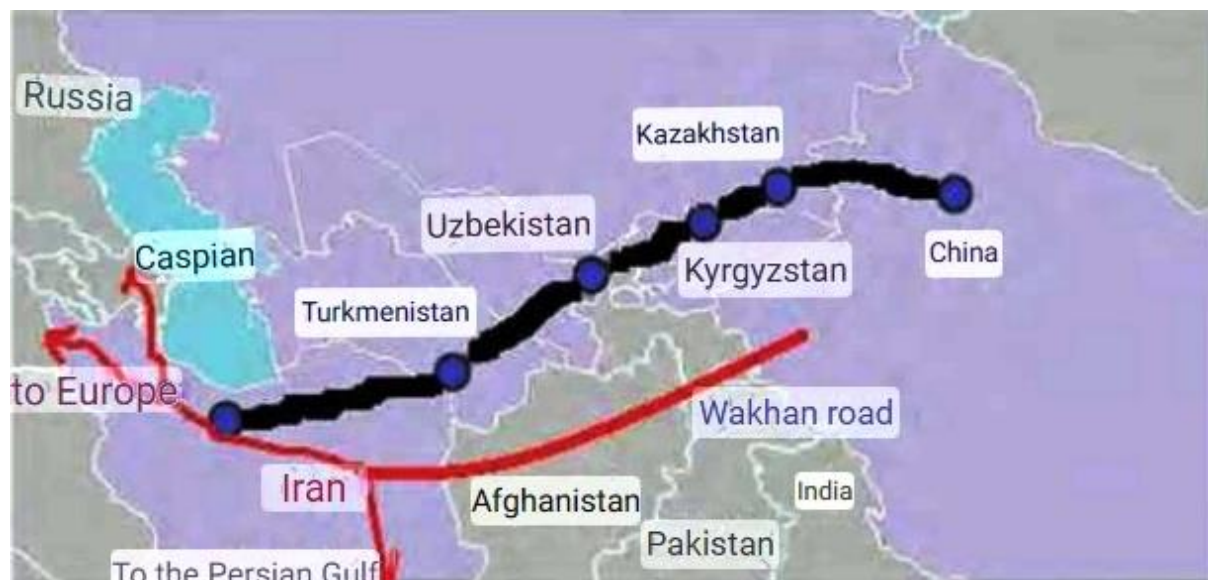 Russia
Kazakhstan
Uzbekistan
Caspian
China
Kyrgyzstan
Turkmenistan
to Europe
Wakhan road
Iran
Afghanistan
India
Pakistan
To the Persian Gulf